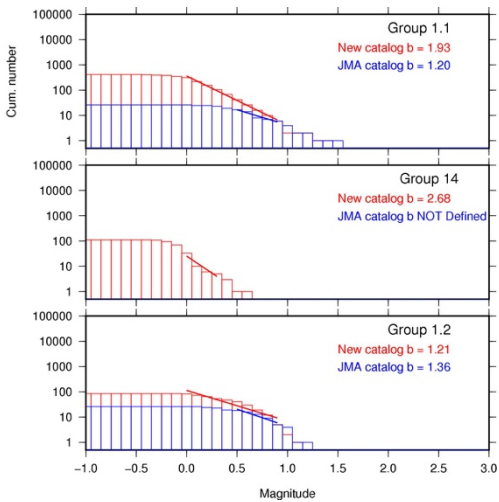 Cum. number
100000
10000
1000
100
10
1
Group 1.1
New catalog b = 1.93
JMA catalog b = 1.20
100000
10000
1000
100
10
1
Group 14
New catalog b = 2.68
JMA catalog b NOT Defined
100000
10000
1000
100
10
1
Group 1.2
New catalog b = 1.21
JMA catalog b = 1.36
−1.0 −0.5 0.0 0.5 1.0 1.5 2.0 2.5 3.0
Magnitude